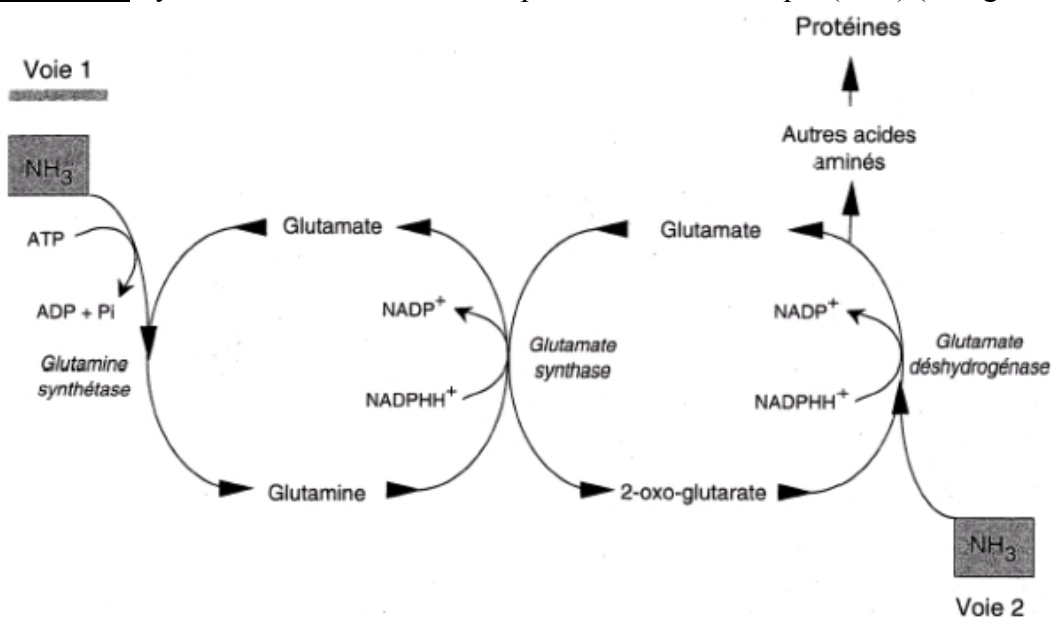 Protéines
Voie 1
Autres acides
aminés
NH3
Glutamate
Glutamate
ATP
ADP + Pi
NADP+
NADP+
Glutamine
synthétase
Glutamate
synthase
Glutamate
déshydrogénase
NADPHH+
NADPHH+
Glutamine
2-oxo-glutarate
NH3
Voie 2